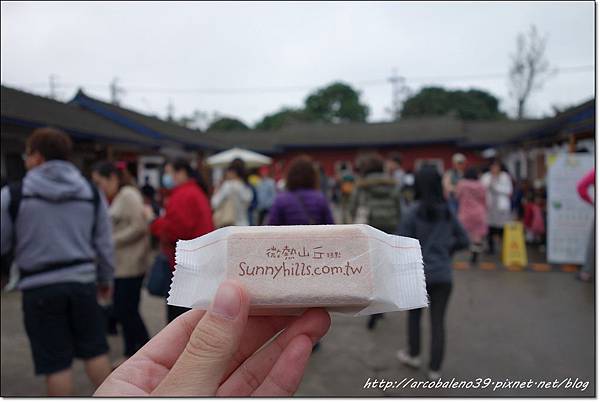 微熱山丘
Sunnyhills.com.tw
http://arcobaleno39.pixnet.net/blog